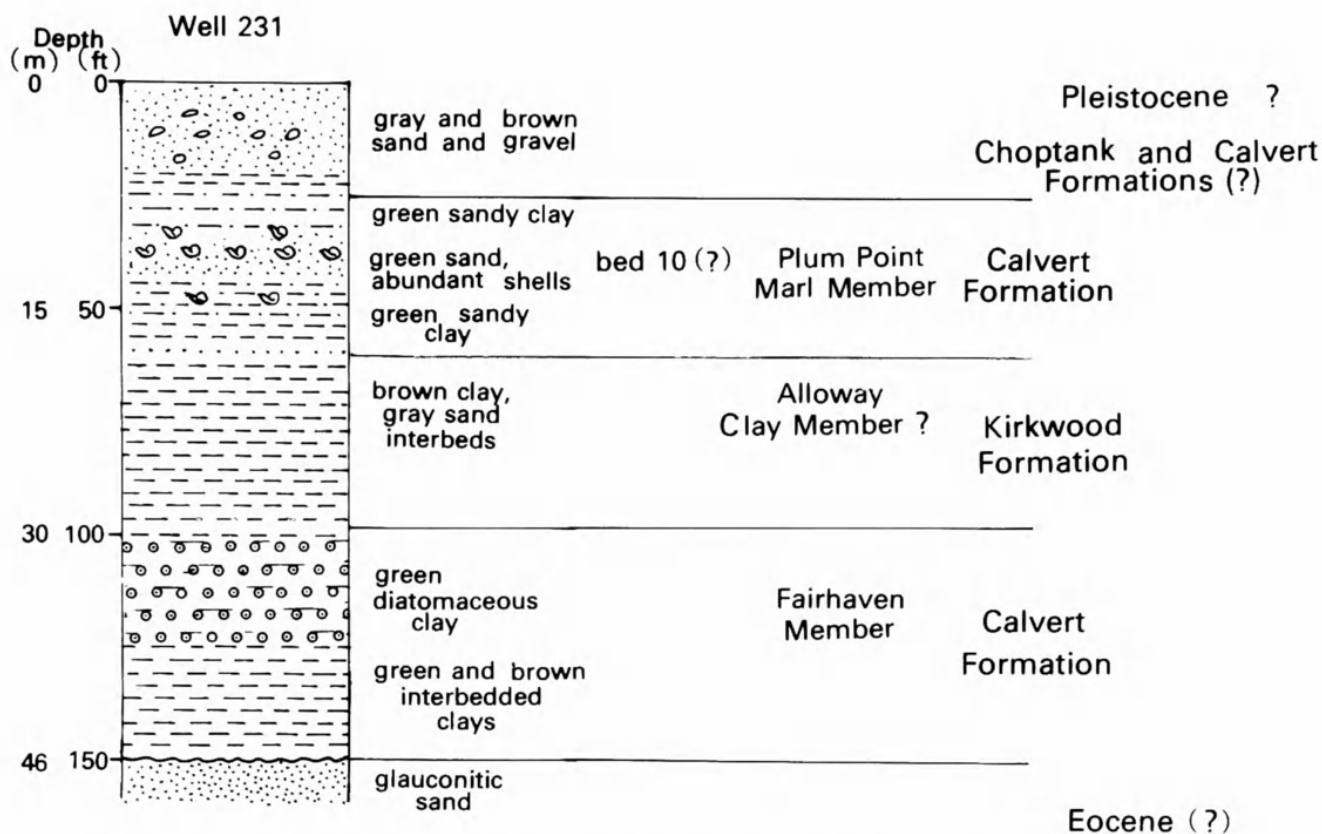 Well 231
Depth
(m) (ft)
0 0
gray and brown
sand and gravel
Pleistocene ?
Choptank and Calvert
Formations (?)
green sandy clay
green sand,
abundant shells
bed 10 (?)
Plum Point
Marl Member
Calvert
Formation
15 50
green sandy
clay
brown clay,
gray sand
interbeds
Alloway
Clay Member ?
Kirkwood
Formation
30 100
green
diatomaceous
clay
Fairhaven
Member
Calvert
Formation
green and brown
interbedded
clays
46 150
glauconitic
sand
Eocene (?)